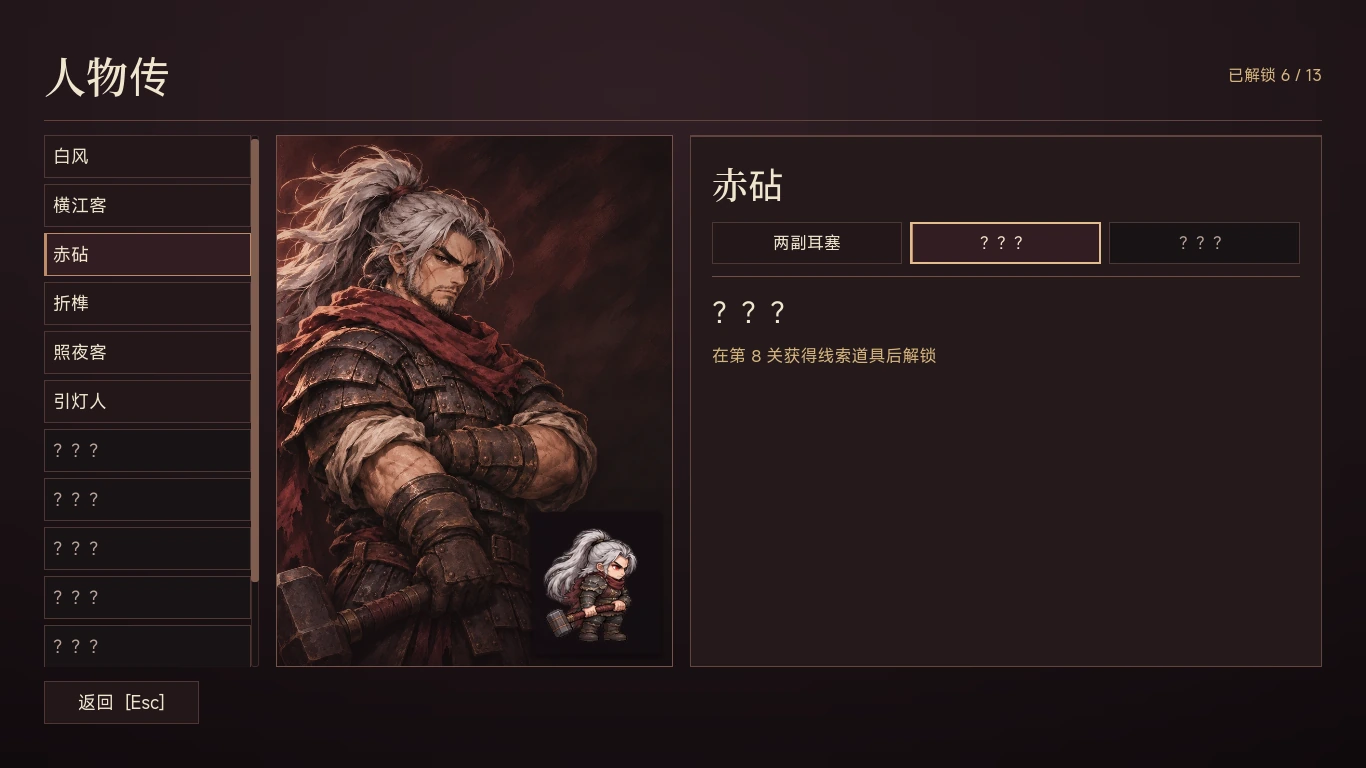 人物传
已解锁 6 / 13
白风
横江客
赤砧
折榫
照夜客
引灯人
？？？
？？？
？？？
？？？
？？？
赤砧
两副耳塞
？？？
？？？
？？？
在第 8 关获得线索道具后解锁
返回 [Esc]